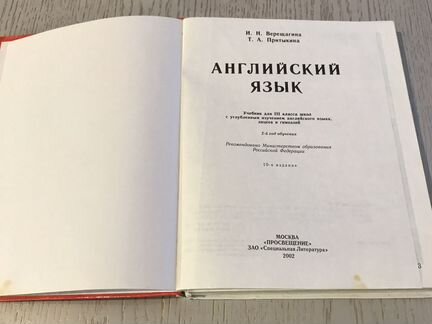 И. Н. Верещагина
Т. А. Притыкина
АНГЛИЙСКИЙ
ЯЗЫК
Учебник для III класса школ
с углубленным изучением английского языка,
лицеев и гимназий
2-й год обучения
Рекомендовано Министерством образования
Российской Федерации
10-е издание
МОСКВА
«ПРОСВЕЩЕНИЕ»
ЗАО «Специальная Литература»
2002
3